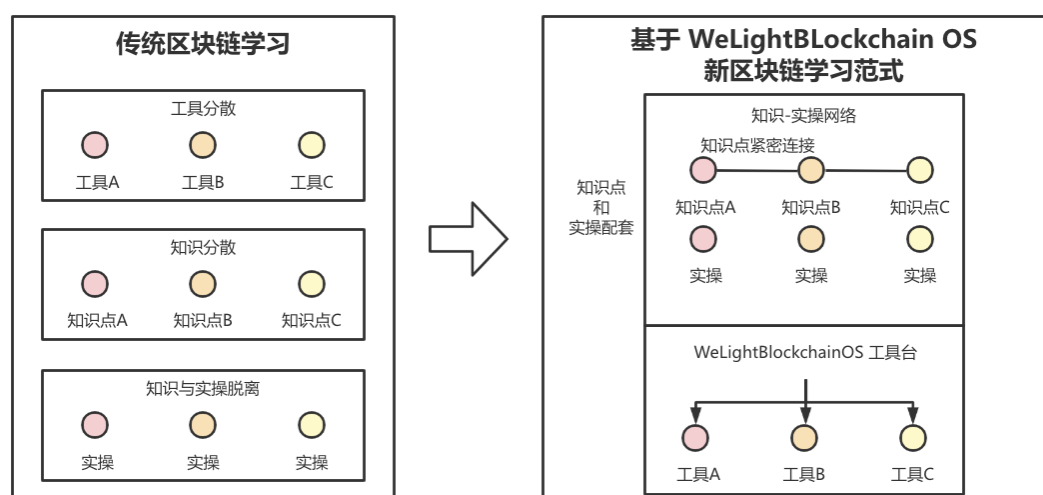 传统区块链学习
工具分散
工具A 工具B 工具C
知识分散
知识点A 知识点B 知识点C
知识与实操脱离
实操 实操 实操
基于 WeLightBLockchain OS
新区块链学习范式
知识点
和
实操配套
知识-实操网络
知识点紧密连接
知识点A 知识点B 知识点C
实操 实操 实操
WeLightBlockchainOS 工具台
工具A 工具B 工具C